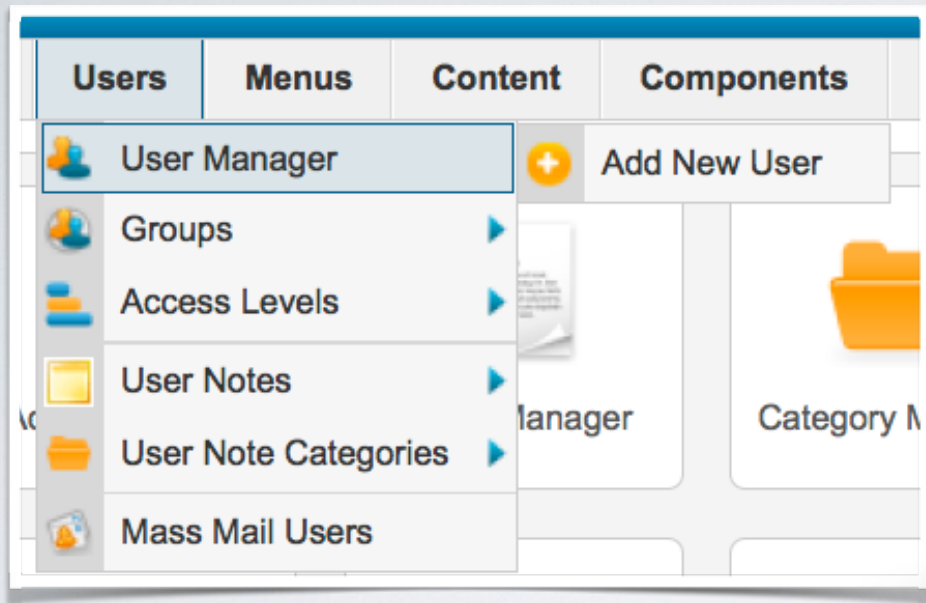 Users Menus Content Components
User Manager
Add New User
Groups
Access Levels
User Notes
User Note Categories
Mass Mail Users
Manager
Category